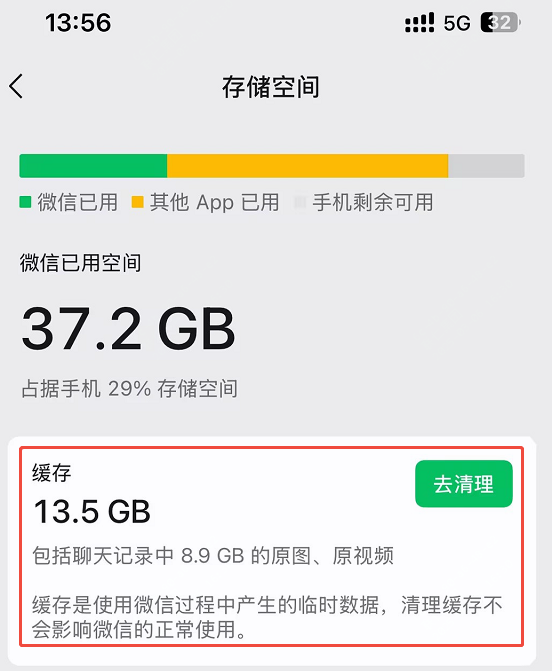 13:56 5G 32
存储空间
微信已用 其他 App 已用 手机剩余可用
微信已用空间
37.2 GB
占据手机 29% 存储空间
缓存
去清理
13.5 GB
包括聊天记录中 8.9 GB 的原图、原视频
缓存是使用微信过程中产生的临时数据，清理缓存不
会影响微信的正常使用。